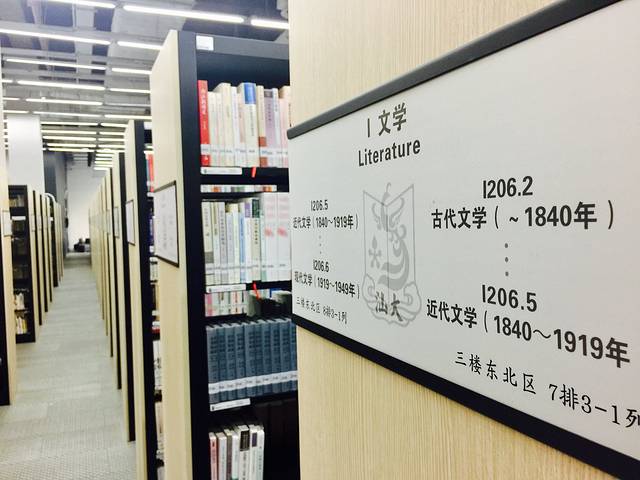 I 文学
Literature
I206.5
近代文学(1840~1919年)
I206.6
现代文学(1919~1949年)
三楼东北区 8排3-1列
汕大
I206.2
古代文学( ~1840年)
I206.5
近代文学(1840~1919年
三楼东北区 7排3-1列